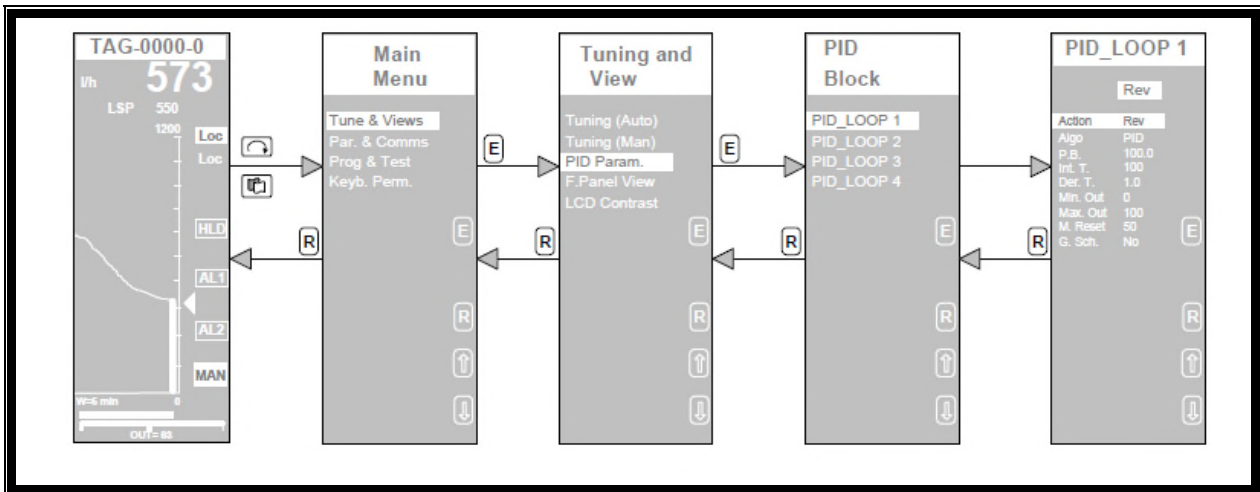 TAG-0000-0
l/h 573
LSP 550
1200
Loc
Loc
HLD
AL1
AL2
MAN
W=6 min 0
OUT= 63
Main
Menu
Tune & Views
Par. & Comms
Prog & Test
Keyb. Perm.
E
R
E
R
Tuning and
View
Tuning (Auto)
Tuning (Man)
PID Param.
F.Panel View
LCD Contrast
E
R
E
R
PID
Block
PID_LOOP 1
PID_LOOP 2
PID_LOOP 3
PID_LOOP 4
E
R
R
PID_LOOP 1
Rev
Action Rev
Algo PID
P.B. 100.0
Int. T. 100
Der. T. 1.0
Min. Out 0
Max. Out 100
M. Reset 50
G. Sch. No
E
R
R